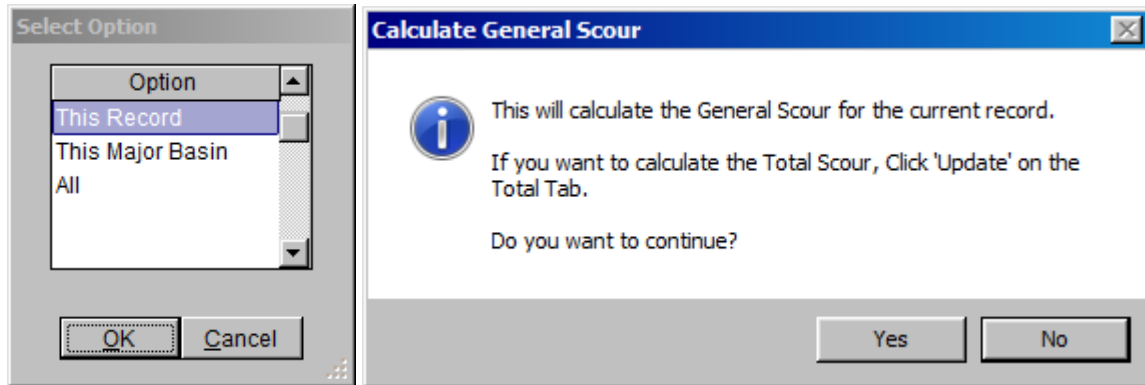 Select Option
Option
This Record
This Major Basin
All
OK
Cancel
Calculate General Scour
This will calculate the General Scour for the current record.
If you want to calculate the Total Scour, Click 'Update' on the
Total Tab.
Do you want to continue?
Yes
No